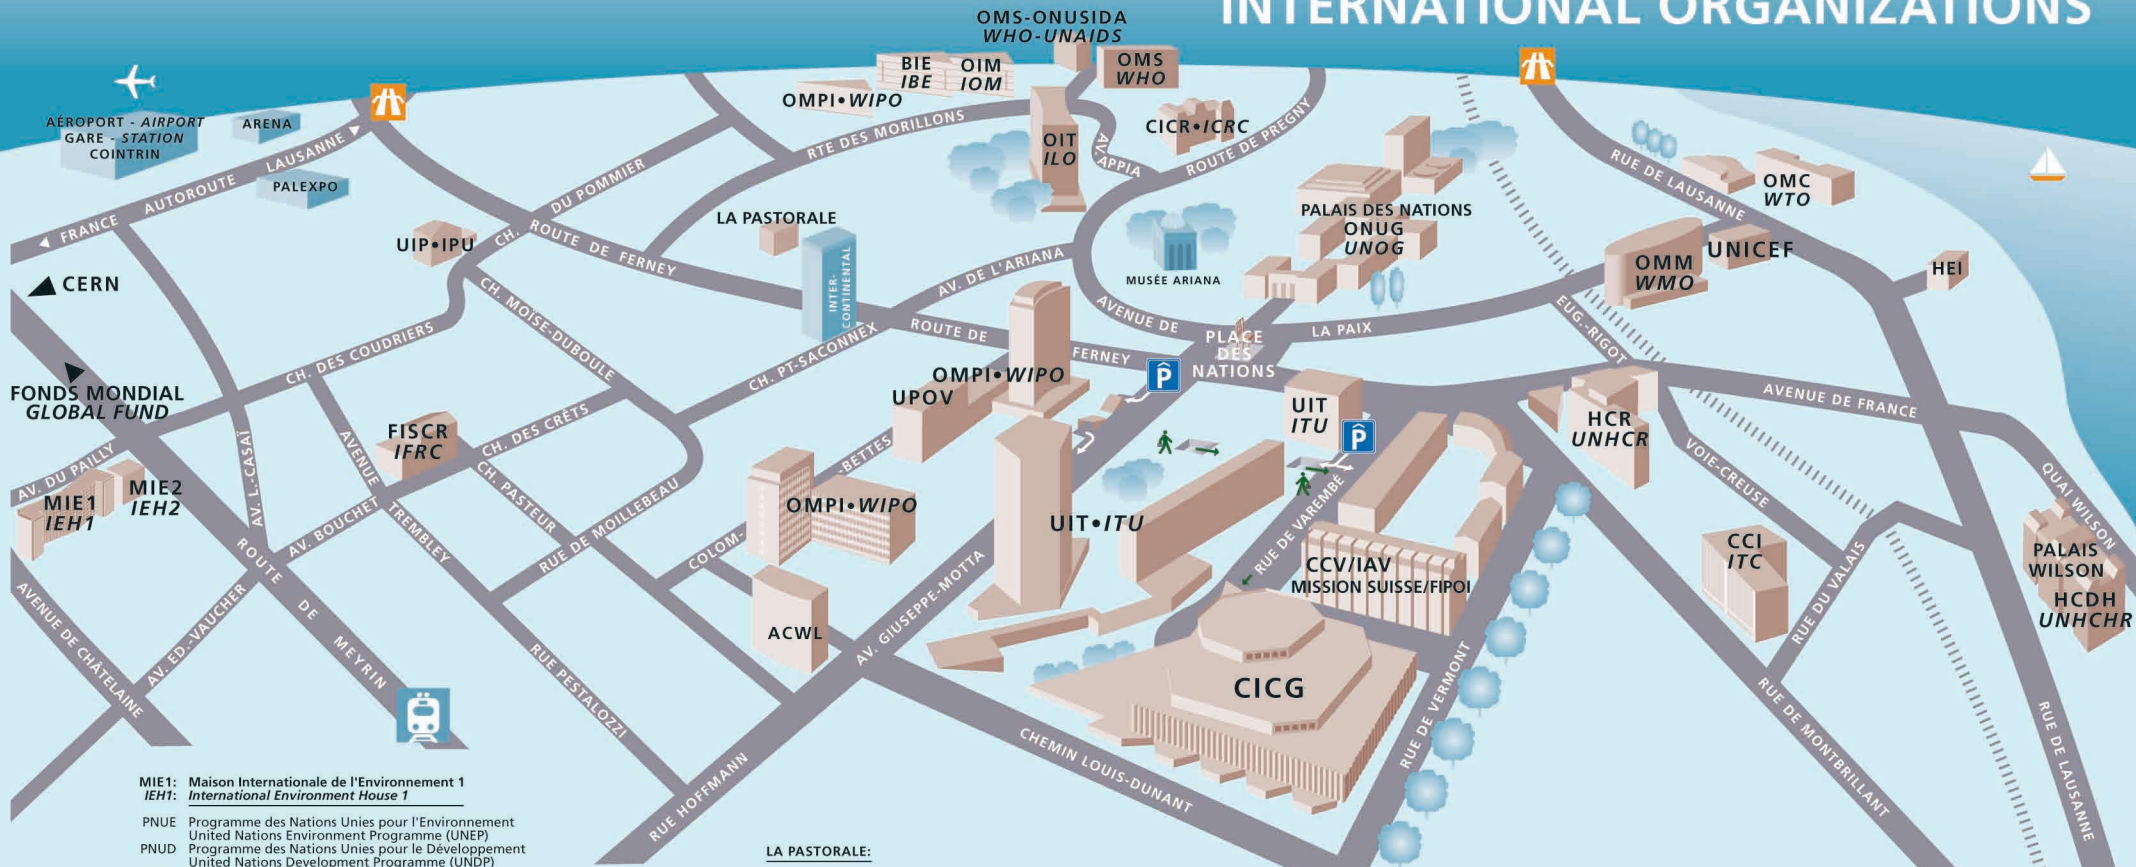 INTERNATIONAL ORGANIZATIONS
OMS-ONUSIDA
WHO-UNAIDS
BIE
IBE
OIM
IOM
OMS
WHO
OMPI•WIPO
AÉROPORT - AIRPORT
GARE - STATION
COINTRIN
ARENA
PALEXPO
FRANCE
AUTOROUTE
LAUSANNE
RTE DES MORILLONS
OIT
ILO
AV. APPIA
CICR•ICRC
ROUTE DE PREGNY
RUE DE LAUSANNE
OMC
WTO
CH. DU POMMIER
UIP•IPU
ROUTE DE FERNEY
LA PASTORALE
INTER-
CONTINENTAL
AV. DE L'ARIANA
MUSÉE ARIANA
PALAIS DES NATIONS
ONUG
UNOG
OMM
WMO
UNICEF
HEI
CERN
CH. MOÏSE-DUBOULE
CH. DES COUDRIERS
CH. PT-SACONNEX
ROUTE DE
FERNEY
AVENUE DE
LA PAIX
PLACE
DES
NATIONS
P
EUG.-RIGOT
FONDS MONDIAL
GLOBAL FUND
OMPI•WIPO
UPOV
UIT
ITU
P
HCR
UNHCR
AVENUE DE FRANCE
AV. DU PAILLY
AV. L.-CASAÏ
AVENUE
TREMBLEY
FISCR
IFRC
CH. DES CRÊTS
CH. PASTEUR
COLOM-
-BETTES
VOIE-CREUSE
QUAI WILSON
MIE1
IEH1
MIE2
IEH2
AV. BOUCHET
RUE DE MOILLEBEAU
OMPI•WIPO
UIT•ITU
RUE DE VAREMBÉ
CCV/IAV
MISSION SUISSE/FIPOI
CCI
ITC
RUE DU VALAIS
PALAIS
WILSON
HCDH
UNHCHR
AVENUE DE CHÂTELAINE
AV. ED.-VAUCHER
ROUTE
DE
MEYRIN
ACWL
AV. GIUSEPPE-MOTTA
CICG
RUE DE VERMONT
RUE PESTALOZZI
RUE HOFFMANN
CHEMIN LOUIS-DUNANT
RUE DE MONTBRILLANT
RUE DE LAUSANNE
MIE1: Maison Internationale de l'Environnement 1
IEH1: International Environment House 1
PNUE Programme des Nations Unies pour l'Environnement
United Nations Environment Programme (UNEP)
PNUD Programme des Nations Unies pour le Développement
United Nations Development Programme (UNDP)
LA PASTORALE: